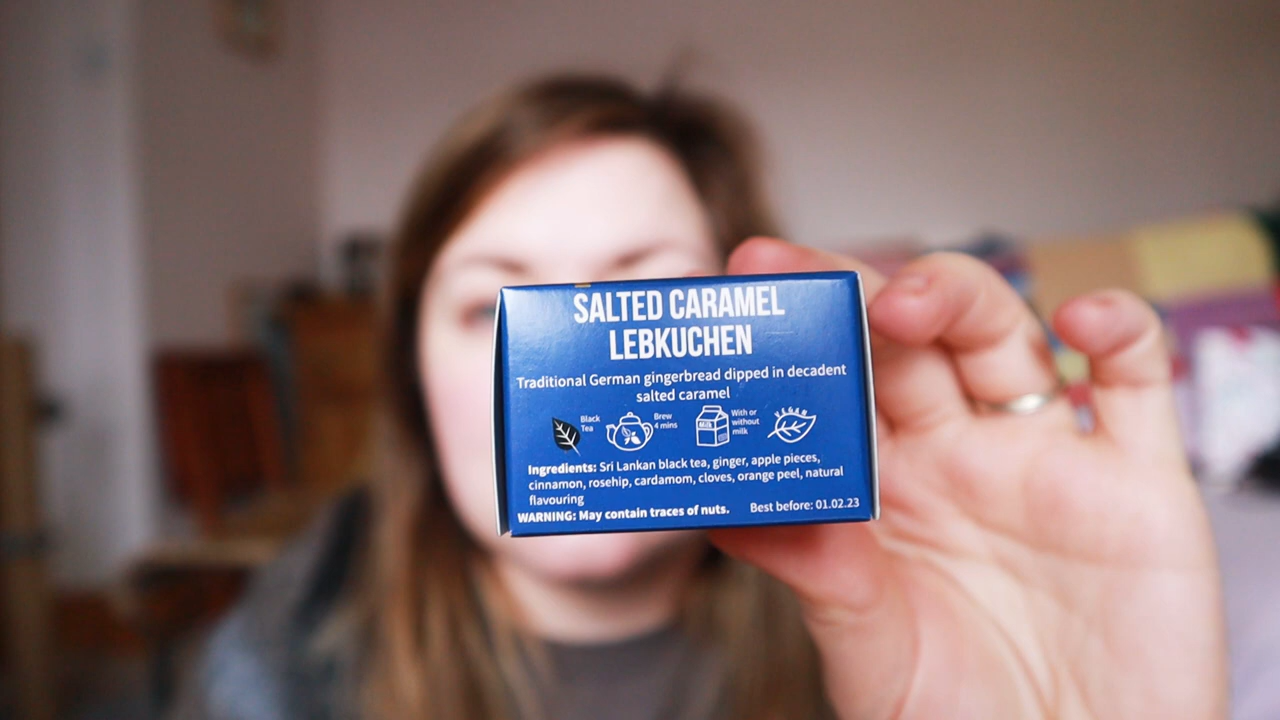 SALTED CARAMEL
LEBKUCHEN
Traditional German gingerbread dipped in decadent
salted caramel
Black
Tea
Brew
4 mins
Milk
With or
without
milk
VEGAN
Ingredients: Sri Lankan black tea, ginger, apple pieces,
cinnamon, rosehip, cardamom, cloves, orange peel, natural
flavouring
WARNING: May contain traces of nuts.
Best before: 01.02.23